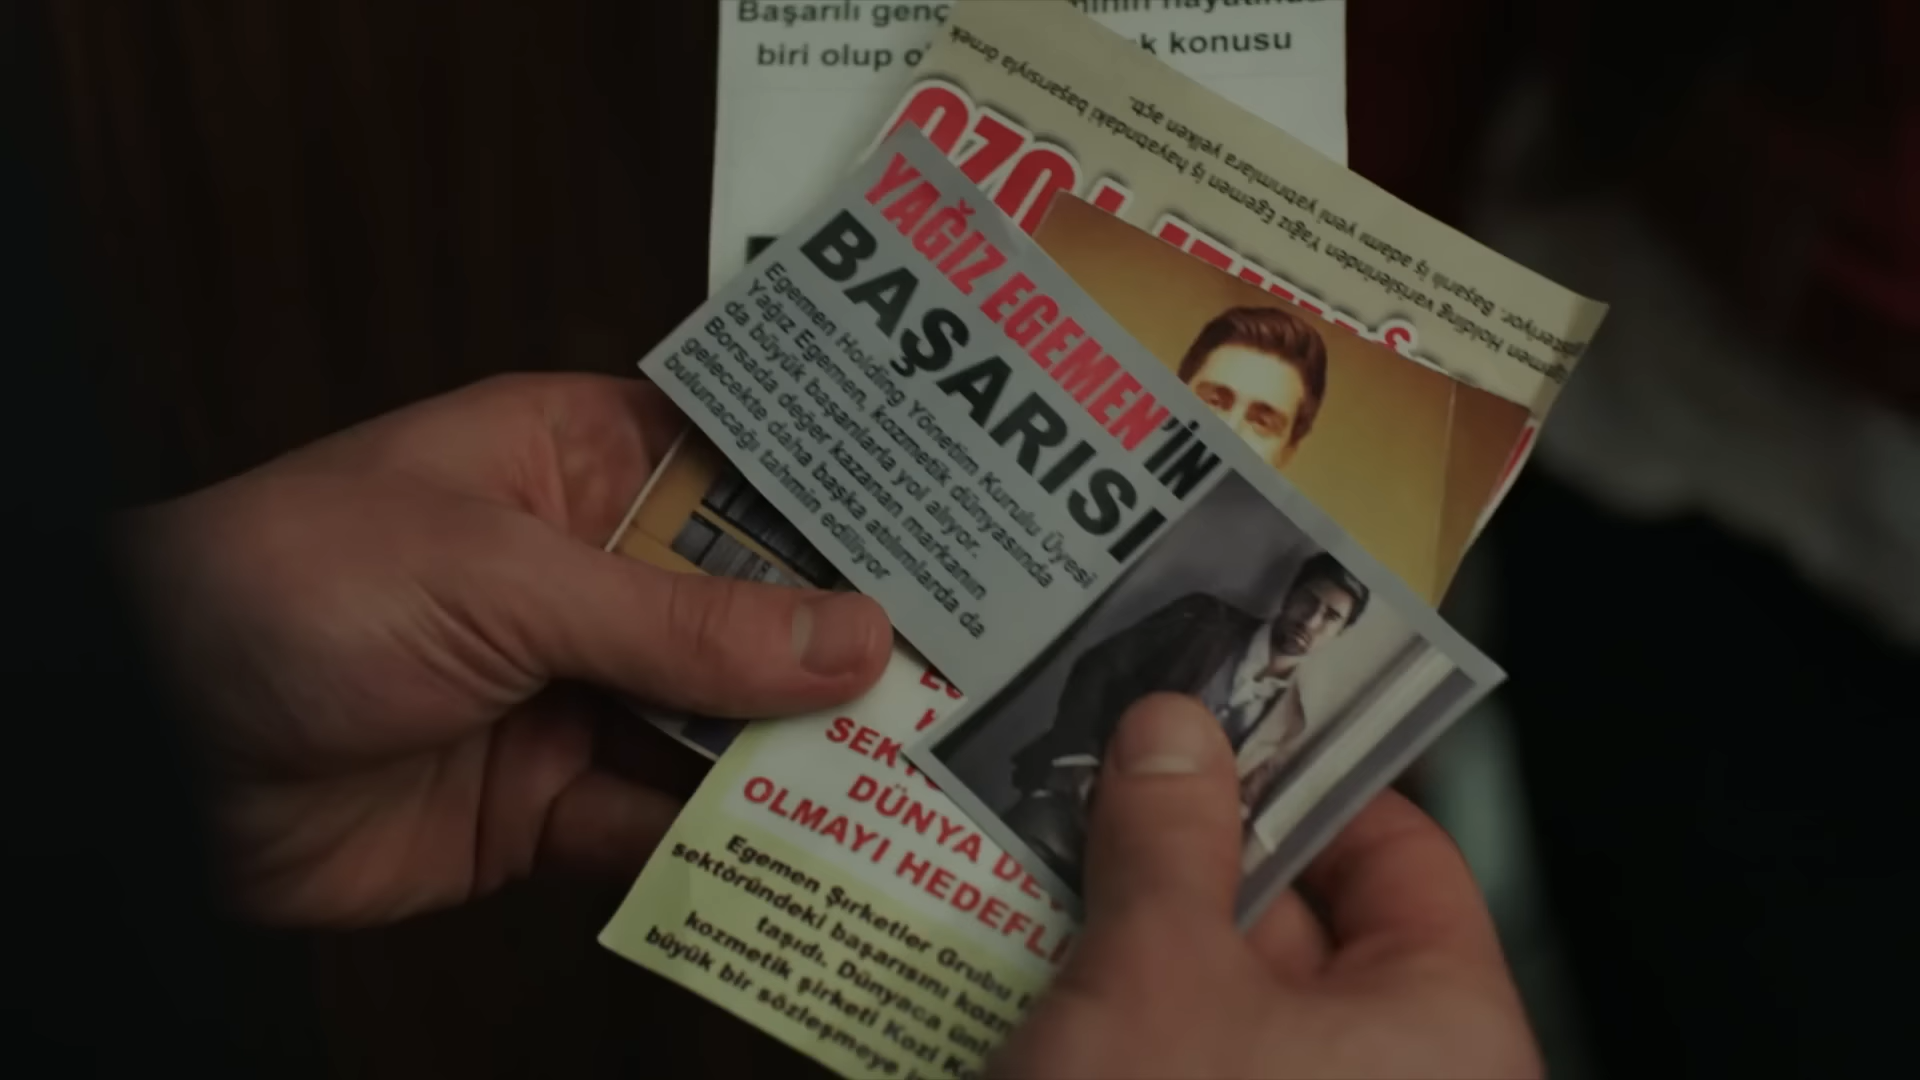 Başarılı genç
hayatında
biri olup
konusu
Egemen Holding varislerinden Yağız Egemen iş hayatındaki başarısıyla örnek
gösteriyor. Başarılı iş adamı yeni yatırımlara yelken açtı.
YAĞIZ EGEMEN'İN
BAŞARISI
Egemen Holding Yönetim Kurulu Üyesi
Yağız Egemen, kozmetik dünyasında
da büyük başarılarla yol alıyor.
Borsada değer kazanan markanın
gelecekte daha başka atılımlarda da
bulunacağı tahmin ediliyor
DÜNYA
OLMAYI HEDEFL
Egemen Şirketler Grubu
sektöründeki başarısını
taşıdı. Dünyaca
kozmetik şirketi Kozi
büyük bir sözleşmeye